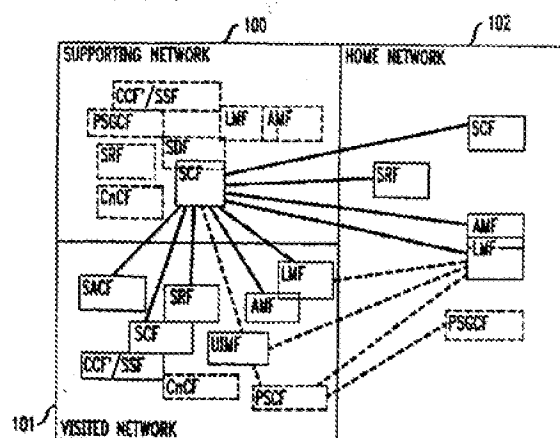 100
102
SUPPORTING NETWORK
HOME NETWORK
CCF'/SSF
PSGCF
LMF
AMF
SCF
SRF
SDF
SCF
SRF
CnCF
AMF
LMF
LMF
SACF
SRF
AMF
SCF
UIMF
PSGCF
CCF'/SSF
CnCF
PSCF
101
VISITED NETWORK